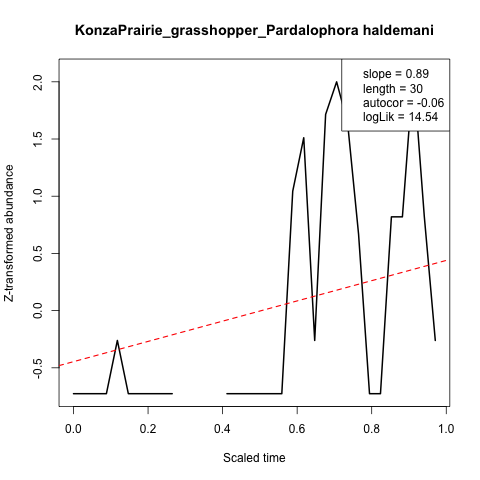 KonzaPrairie_grasshopper_Pardalophora haldemani
slope = 0.89
length = 30
autocor = -0.06
logLik = 14.54
Z-transformed abundance
2.0
1.5
1.0
0.5
0.0
-0.5
0.0 0.2 0.4 0.6 0.8 1.0
Scaled time